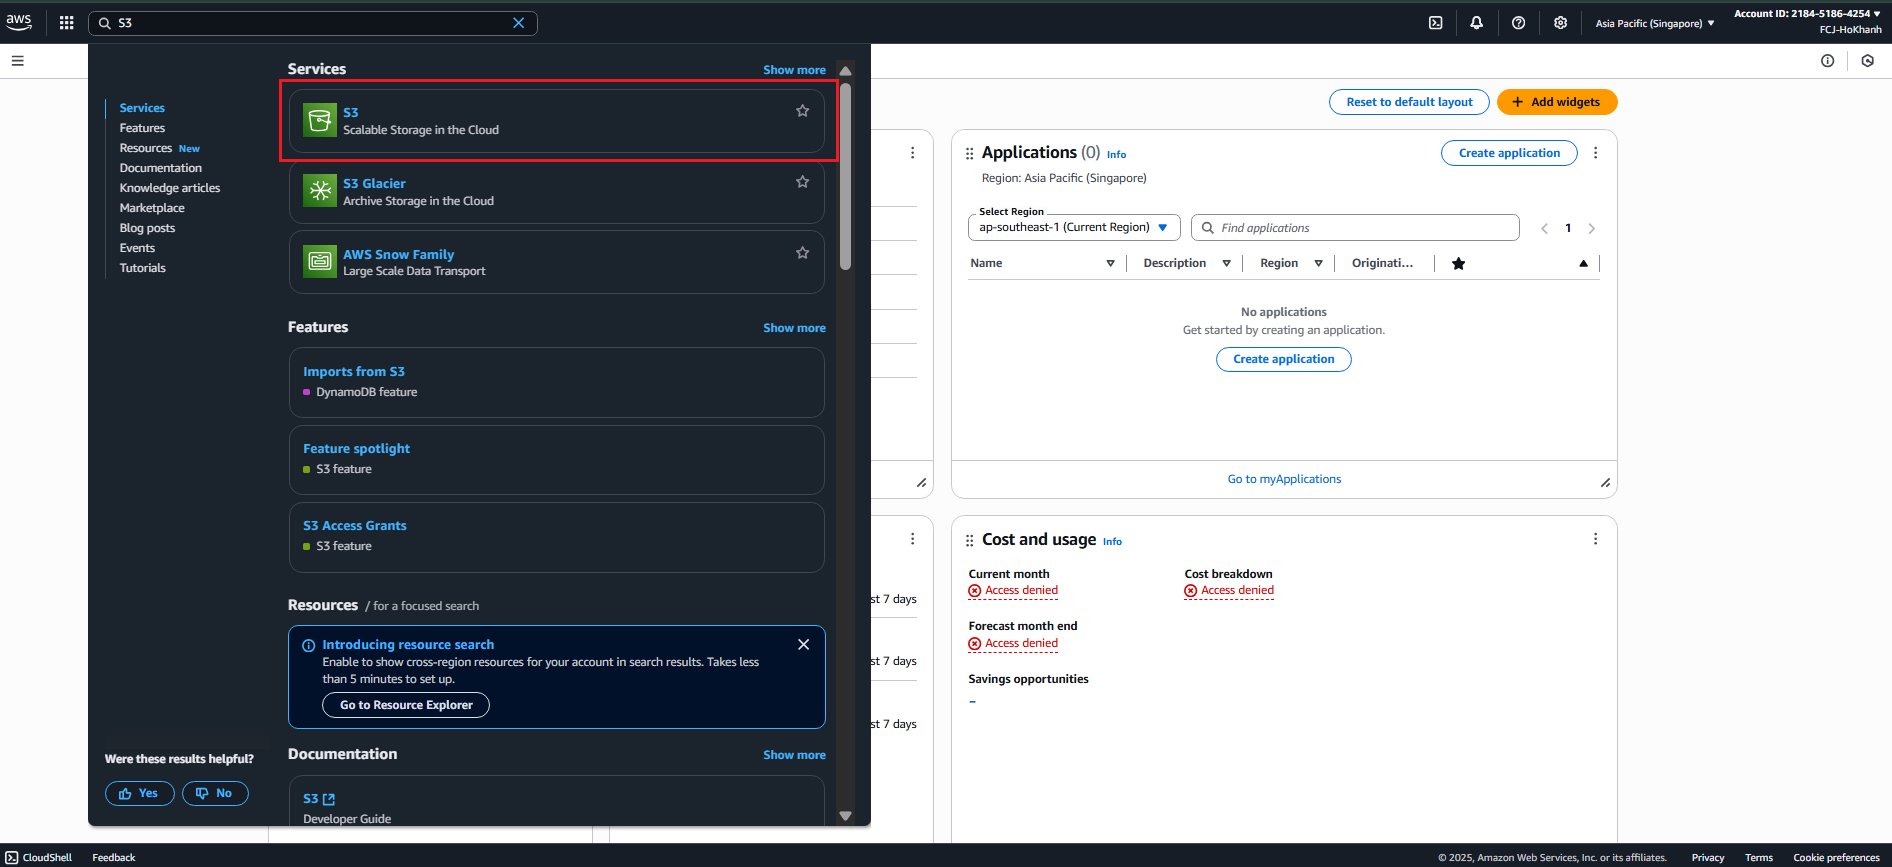 aws
S3
Asia Pacific (Singapore)
Account ID: 2184-5186-4254
FCJ-HoKhanh
Services
Features
Resources New
Documentation
Knowledge articles
Marketplace
Blog posts
Events
Tutorials
Were these results helpful?
Yes
No
Services
Show more
S3
Scalable Storage in the Cloud
S3 Glacier
Archive Storage in the Cloud
AWS Snow Family
Large Scale Data Transport
Features
Show more
Imports from S3
DynamoDB feature
Feature spotlight
S3 feature
S3 Access Grants
S3 feature
Resources / for a focused search
Introducing resource search
Enable to show cross-region resources for your account in search results. Takes less
than 5 minutes to set up.
Go to Resource Explorer
Documentation
Show more
S3
Developer Guide
st 7 days
st 7 days
st 7 days
Reset to default layout
+ Add widgets
Applications (0) Info
Create application
Region: Asia Pacific (Singapore)
Select Region
ap-southeast-1 (Current Region)
Find applications
1
Name
Description
Region
Originati...
No applications
Get started by creating an application.
Create application
Go to myApplications
Cost and usage Info
Current month
Access denied
Cost breakdown
Access denied
Forecast month end
Access denied
Savings opportunities
–
CloudShell
Feedback
© 2025, Amazon Web Services, Inc. or its affiliates.
Privacy
Terms
Cookie preferences